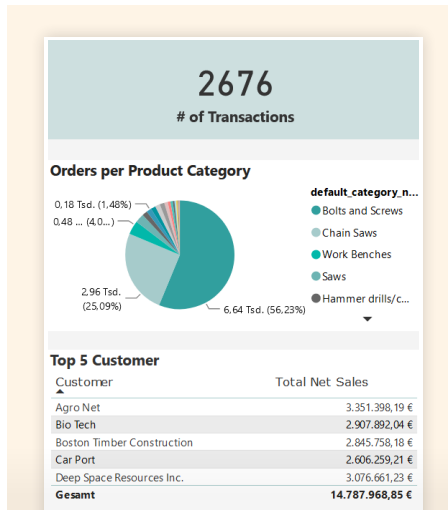 2676
# of Transactions
Orders per Product Category
default_category_n...
0,18 Tsd. (1,48%)
0,48 ... (4,0...)
2,96 Tsd.
(25,09%)
6,64 Tsd. (56,23%)
Bolts and Screws
Chain Saws
Work Benches
Saws
Hammer drills/c...
Top 5 Customer
Customer Total Net Sales
Agro Net 3.351.398,19 €
Bio Tech 2.907.892,04 €
Boston Timber Construction 2.845.758,18 €
Car Port 2.606.259,21 €
Deep Space Resources Inc. 3.076.661,23 €
Gesamt 14.787.968,85 €